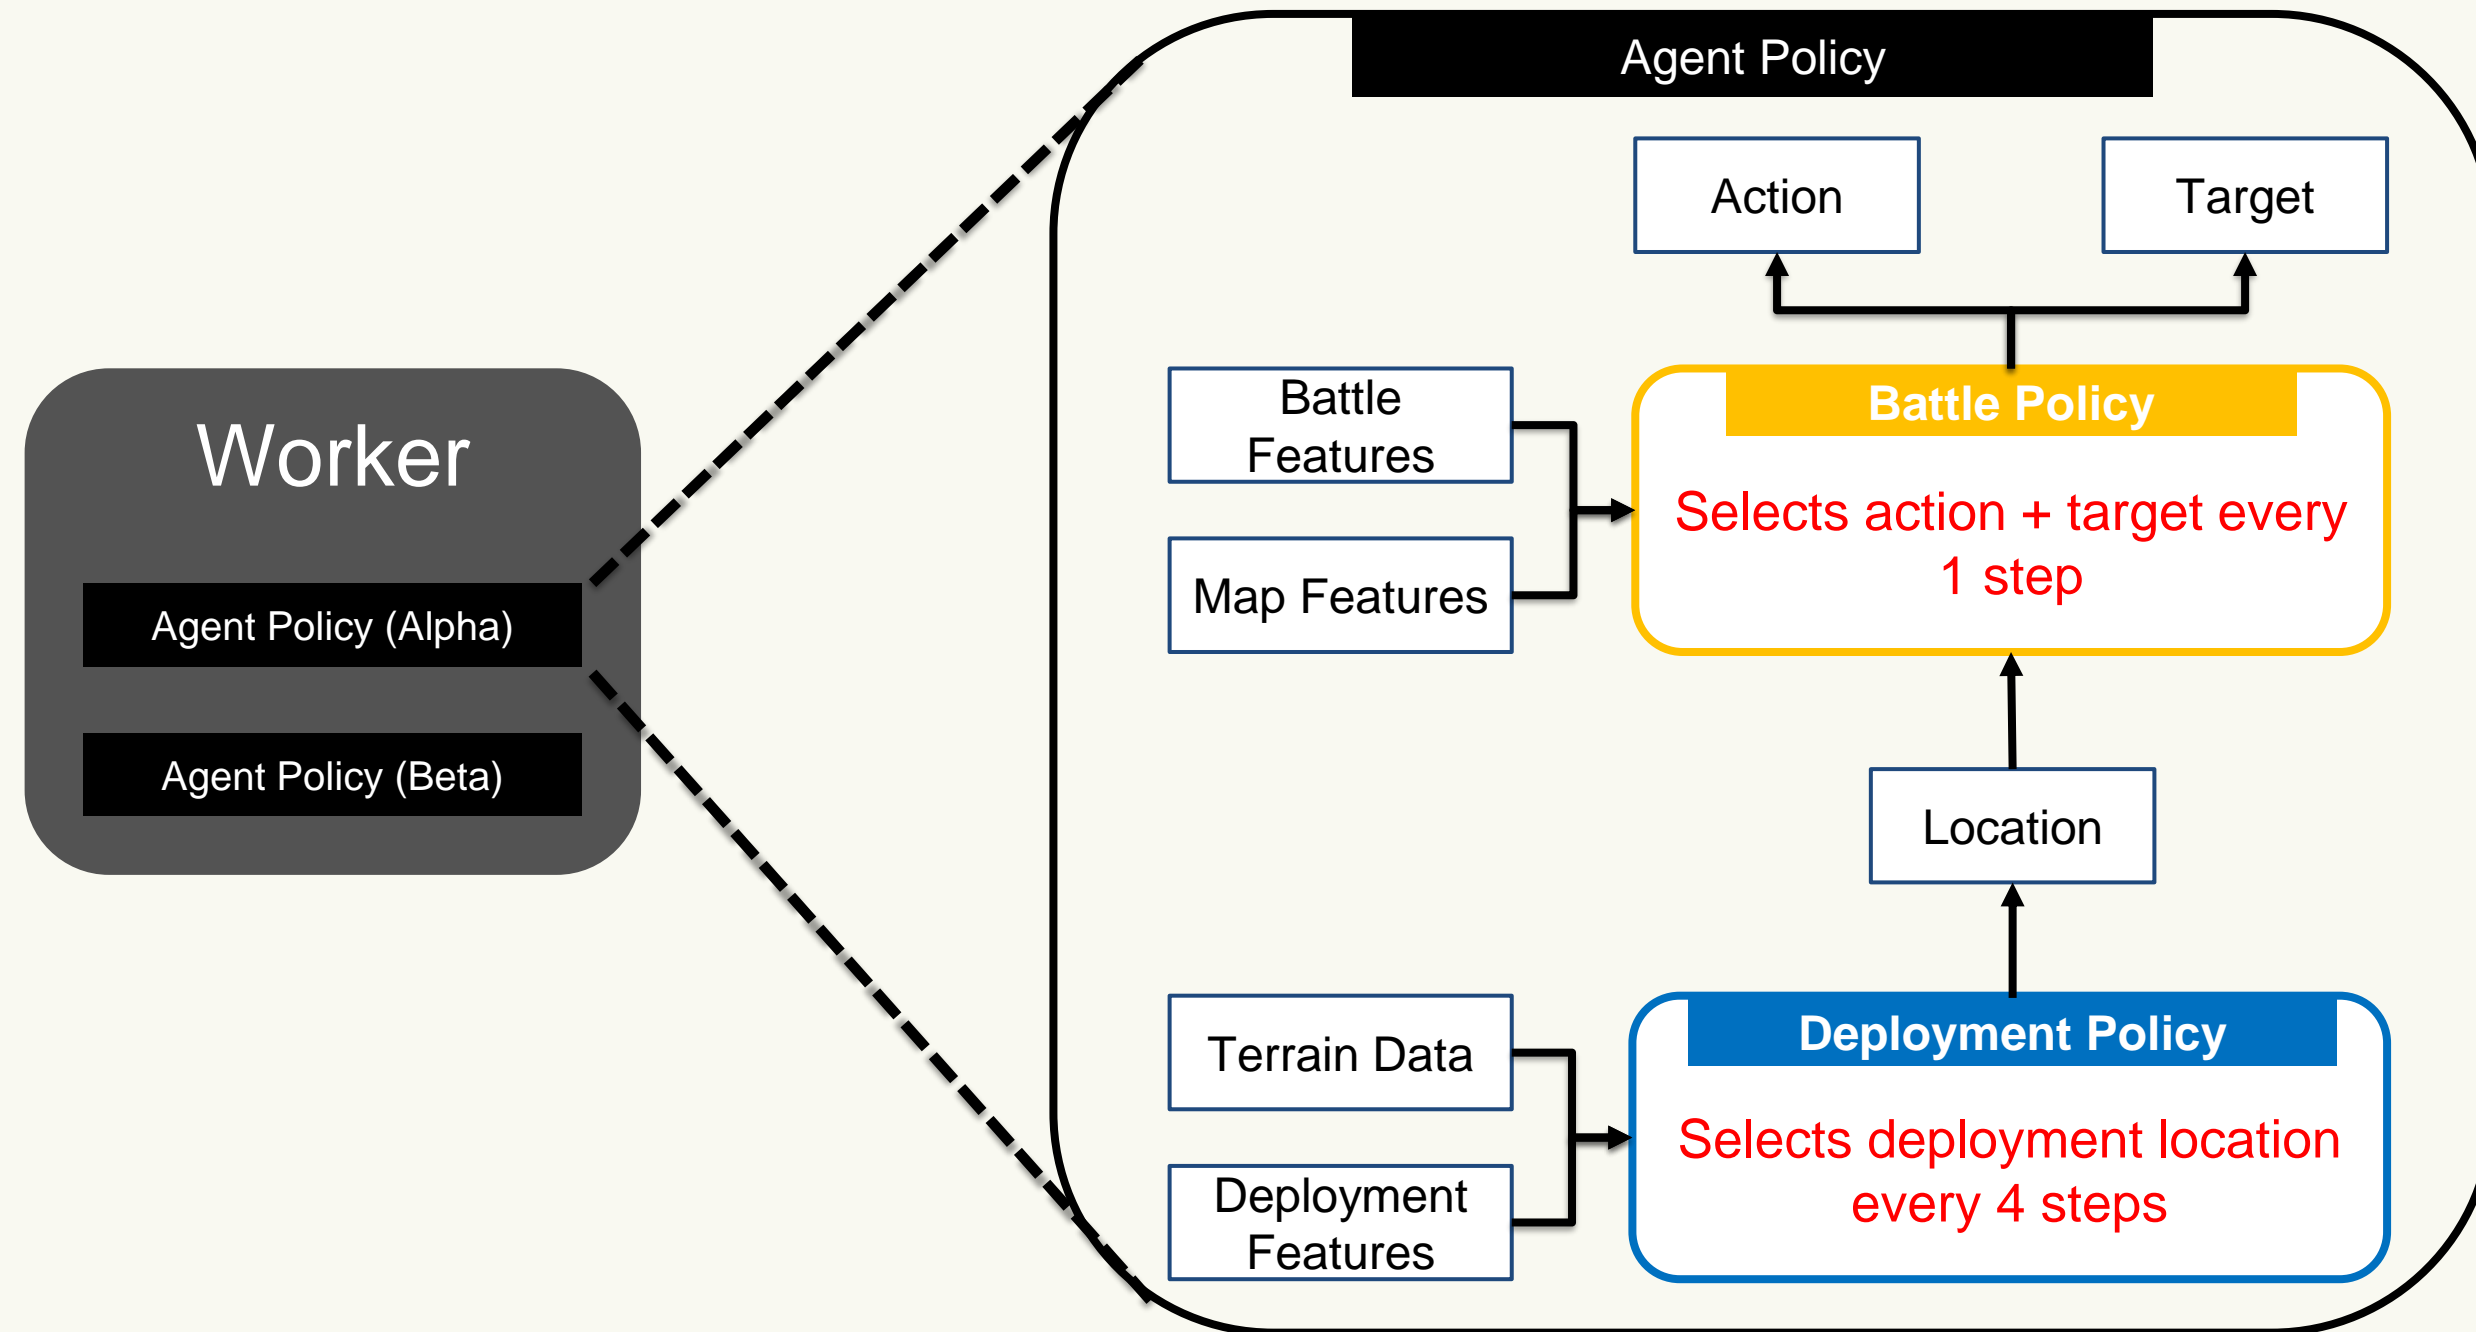 Worker
Agent Policy (Alpha)
Agent Policy (Beta)
Agent Policy
Action
Target
Battle
Features
Map Features
Battle Policy
Selects action + target every
1 step
Location
Terrain Data
Deployment
Features
Deployment Policy
Selects deployment location
every 4 steps